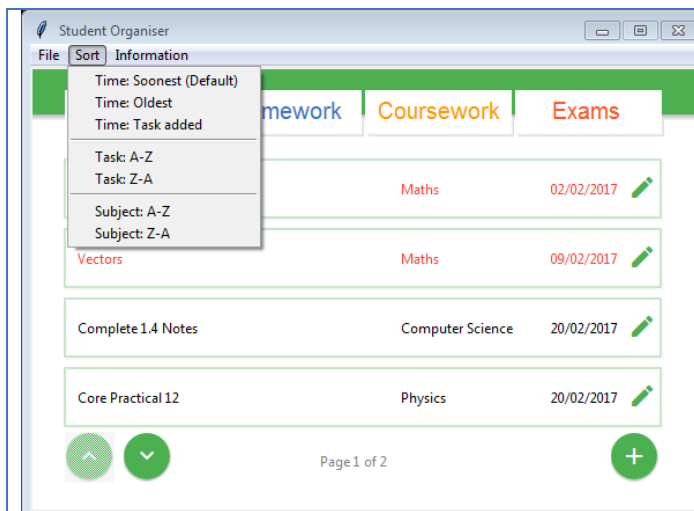 Student Organiser
File Sort Information
Time: Soonest (Default)
Time: Oldest
Time: Task added
Task: A-Z
Task: Z-A
Subject: A-Z
Subject: Z-A
mework Coursework Exams
Maths 02/02/2017
Vectors Maths 09/02/2017
Complete 1.4 Notes Computer Science 20/02/2017
Core Practical 12 Physics 20/02/2017
Page 1 of 2